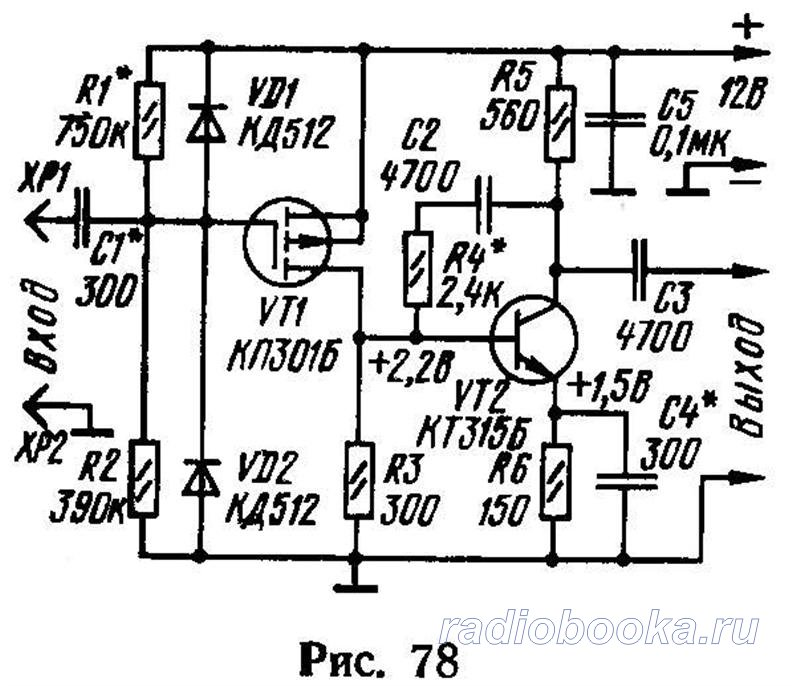 +
12В
−
R1*
750к
VD1
КД512
R5
560
C5
0,1мк
C2
4700
ХР1
C1*
300
R4*
2,4к
VT1
КП301Б
C3
4700
ВХОД
+2,2В
VT2
КТ315Б
+1,5В
C4*
300
ВЫХОД
ХР2
R2
390к
VD2
КД512
R3
300
R6
150
radiobooka.ru
Рис. 78